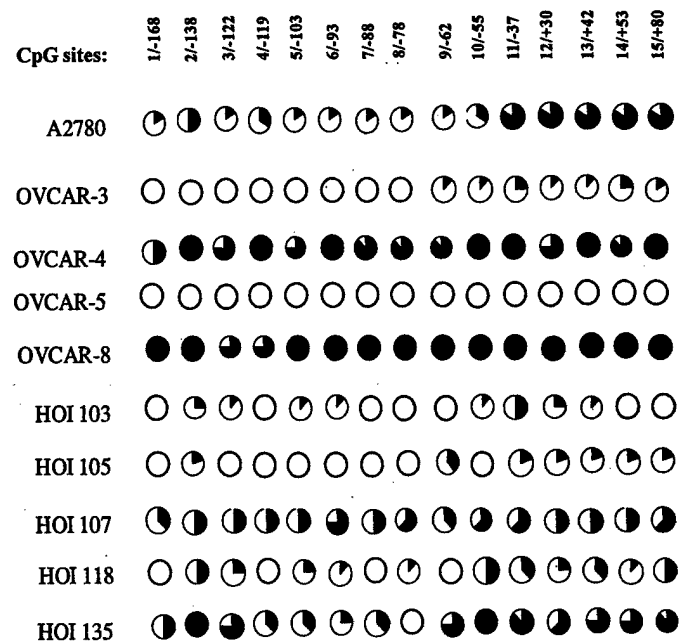 CpG sites: 1/-168 2/-138 3/-122 4/-119 5/-103 6/-93 7/-88 8/-78 9/-62 10/-55 11/-37 12/+30 13/+42 14/+53 15/+80
A2780
OVCAR-3
OVCAR-4
OVCAR-5
OVCAR-8
HOI 103
HOI 105
HOI 107
HOI 118
HOI 135